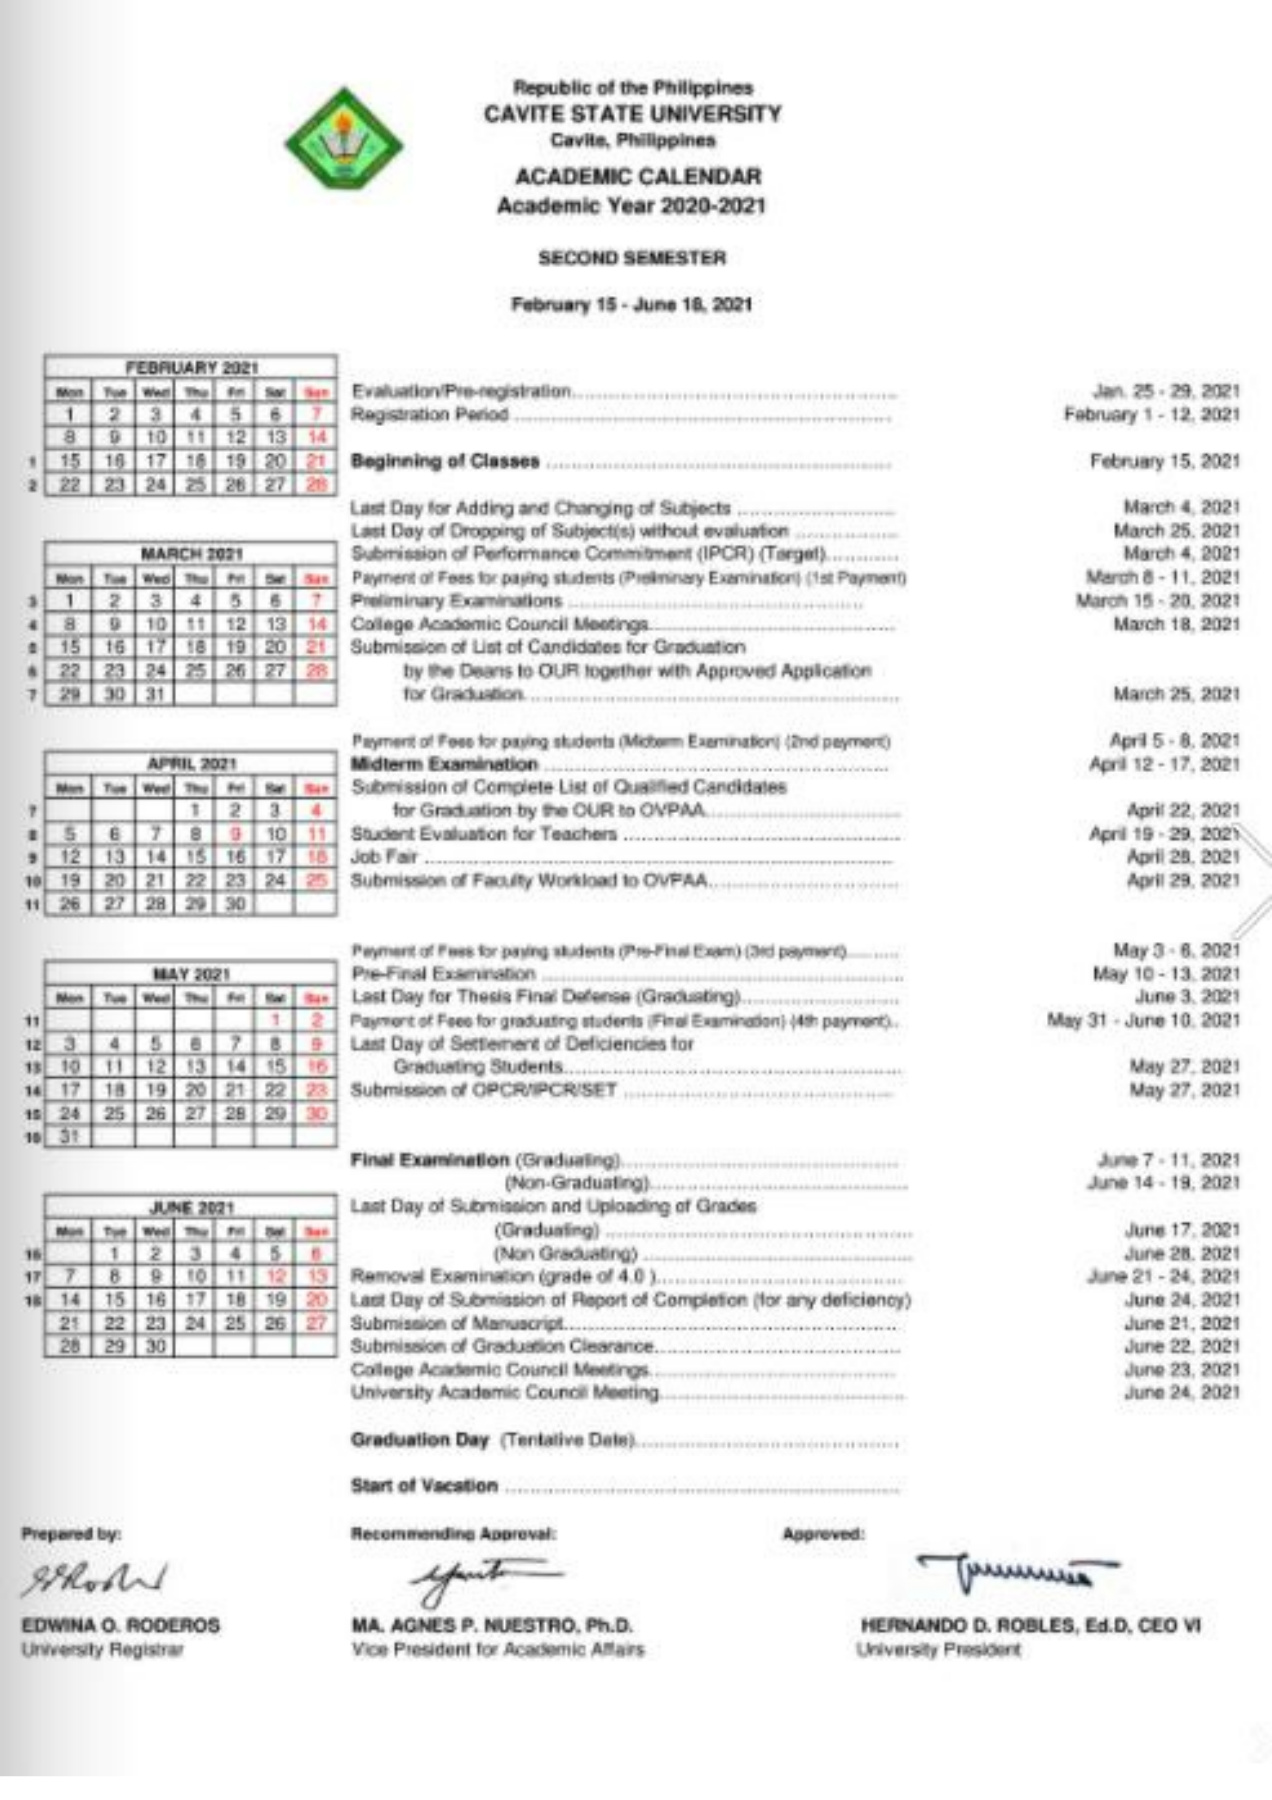 Republic of the Philippines
CAVITE STATE UNIVERSITY
Cavite, Philippines
ACADEMIC CALENDAR
Academic Year 2020-2021
SECOND SEMESTER
February 15 - June 18, 2021
FEBRUARY 2021
Mon Tue Wed Thu Fri Sat Sun
1 2 3 4 5 6 7
8 9 10 11 12 13 14
1 15 16 17 18 19 20 21
2 22 23 24 25 26 27 28
MARCH 2021
Mon Tue Wed Thu Fri Sat Sun
3 1 2 3 4 5 6 7
4 8 9 10 11 12 13 14
5 15 16 17 18 19 20 21
6 22 23 24 25 26 27 28
7 29 30 31
APRIL 2021
Mon Tue Wed Thu Fri Sat Sun
7 1 2 3 4
8 5 6 7 8 9 10 11
9 12 13 14 15 16 17 18
10 19 20 21 22 23 24 25
11 26 27 28 29 30
MAY 2021
Mon Tue Wed Thu Fri Sat Sun
11 1 2
12 3 4 5 6 7 8 9
13 10 11 12 13 14 15 16
14 17 18 19 20 21 22 23
15 24 25 26 27 28 29 30
16 31
JUNE 2021
Mon Tue Wed Thu Fri Sat Sun
16 1 2 3 4 5 6
17 7 8 9 10 11 12 13
18 14 15 16 17 18 19 20
21 22 23 24 25 26 27
28 29 30
Evaluation/Pre-registration.......... Jan. 25 - 29, 2021
Registration Period .......... February 1 - 12, 2021
Beginning of Classes .......... February 15, 2021
Last Day for Adding and Changing of Subjects .......... March 4, 2021
Last Day of Dropping of Subject(s) without evaluation .......... March 25, 2021
Submission of Performance Commitment (IPCR) (Target).......... March 4, 2021
Payment of Fees for paying students (Preliminary Examination) (1st Payment) March 8 - 11, 2021
Preliminary Examinations .......... March 15 - 20, 2021
College Academic Council Meetings.......... March 18, 2021
Submission of List of Candidates for Graduation
by the Deans to OUR together with Approved Application
for Graduation.......... March 25, 2021
Payment of Fees for paying students (Midterm Examination) (2nd payment) April 5 - 8, 2021
Midterm Examination .......... April 12 - 17, 2021
Submission of Complete List of Qualified Candidates
for Graduation by the OUR to OVPAA.......... April 22, 2021
Student Evaluation for Teachers .......... April 19 - 29, 2021
Job Fair .......... April 28, 2021
Submission of Faculty Workload to OVPAA.......... April 29, 2021
Payment of Fees for paying students (Pre-Final Exam) (3rd payment).......... May 3 - 6, 2021
Pre-Final Examination .......... May 10 - 13, 2021
Last Day for Thesis Final Defense (Graduating).......... June 3, 2021
Payment of Fees for graduating students (Final Examination) (4th payment).. May 31 - June 10, 2021
Last Day of Settlement of Deficiencies for
Graduating Students.......... May 27, 2021
Submission of OPCR/IPCR/SET .......... May 27, 2021
Final Examination (Graduating).......... June 7 - 11, 2021
(Non-Graduating).......... June 14 - 19, 2021
Last Day of Submission and Uploading of Grades
(Graduating) .......... June 17, 2021
(Non Graduating) .......... June 28, 2021
Removal Examination (grade of 4.0 ).......... June 21 - 24, 2021
Last Day of Submission of Report of Completion (for any deficiency) June 24, 2021
Submission of Manuscript.......... June 21, 2021
Submission of Graduation Clearance.......... June 22, 2021
College Academic Council Meetings.......... June 23, 2021
University Academic Council Meeting.......... June 24, 2021
Graduation Day (Tentative Date)..........
Start of Vacation ..........
Prepared by:
EDWINA O. RODEROS
University Registrar
Recommending Approval:
MA. AGNES P. NUESTRO, Ph.D.
Vice President for Academic Affairs
Approved:
HERNANDO D. ROBLES, Ed.D, CEO VI
University President